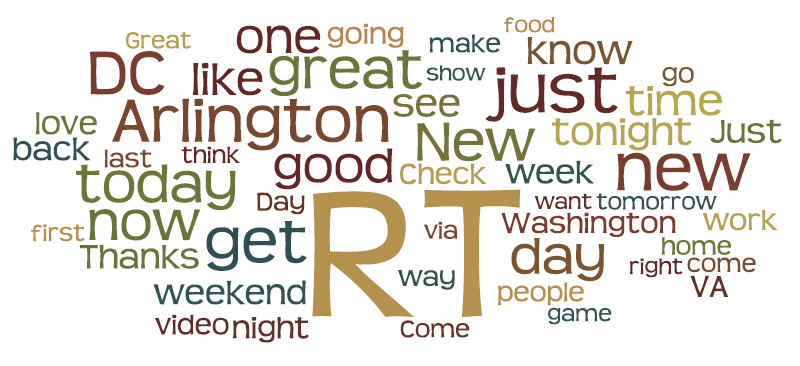 Great
one
going
food
make
know
DC
like
great
show
just
go
Arlington
see
time
love
New
tonight
Just
back
last
think
good
Check
week
new
today
Day
RT
want
tomorrow
first
now
get
via
Washington
work
Thanks
day
home
way
right
come
weekend
people
VA
video
night
Come
game